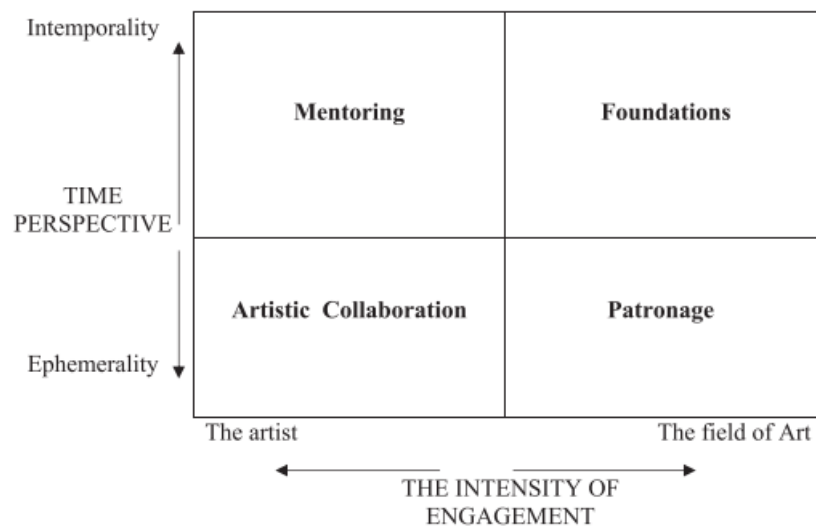 Intemporality
Mentoring
Foundations
TIME
PERSPECTIVE
Artistic Collaboration
Patronage
Ephemerality
The artist
The field of Art
THE INTENSITY OF
ENGAGEMENT